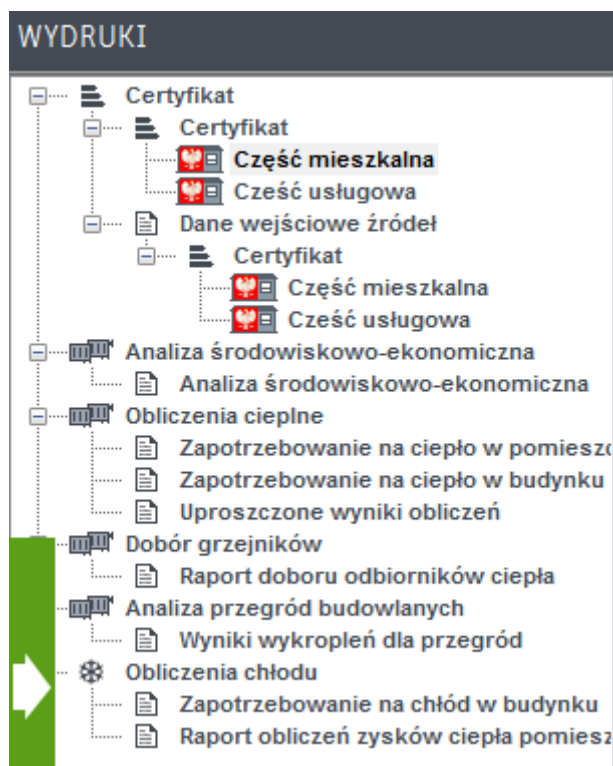 WYDRUKI
Certyfikat
Certyfikat
Część mieszkalna
Cześć usługowa
Dane wejściowe źródeł
Certyfikat
Część mieszkalna
Cześć usługowa
Analiza środowiskowo-ekonomiczna
Analiza środowiskowo-ekonomiczna
Obliczenia cieplne
Zapotrzebowanie na ciepło w pomieszc
Zapotrzebowanie na ciepło w budynku
Uproszczone wyniki obliczeń
Dobór grzejników
Raport doboru odbiorników ciepła
Analiza przegród budowlanych
Wyniki wykropleń dla przegród
Obliczenia chłodu
Zapotrzebowanie na chłód w budynku
Raport obliczeń zysków ciepła pomiesz